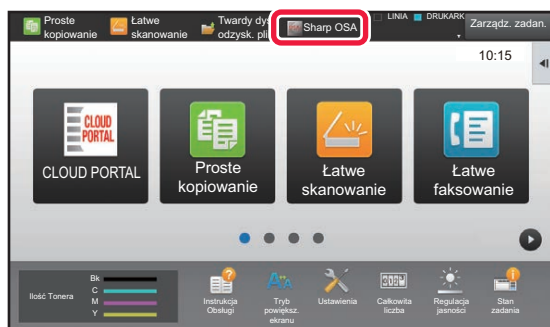 Proste
kopiowanie
Łatwe
skanowanie
Twardy dys
odzysk. pli
Sharp OSA
LINIA
DRUKARK
Zarządz. zadan.
10:15
CLOUD
PORTAL
CLOUD PORTAL
Proste
kopiowanie
Łatwe
skanowanie
Łatwe
faksowanie
Ilość Tonera
Bk
C
M
Y
Instrukcja
Obsługi
Tryb
powiększ.
ekranu
Ustawienia
Całkowita
liczba
Regulacja
jasności
Stan
zadania